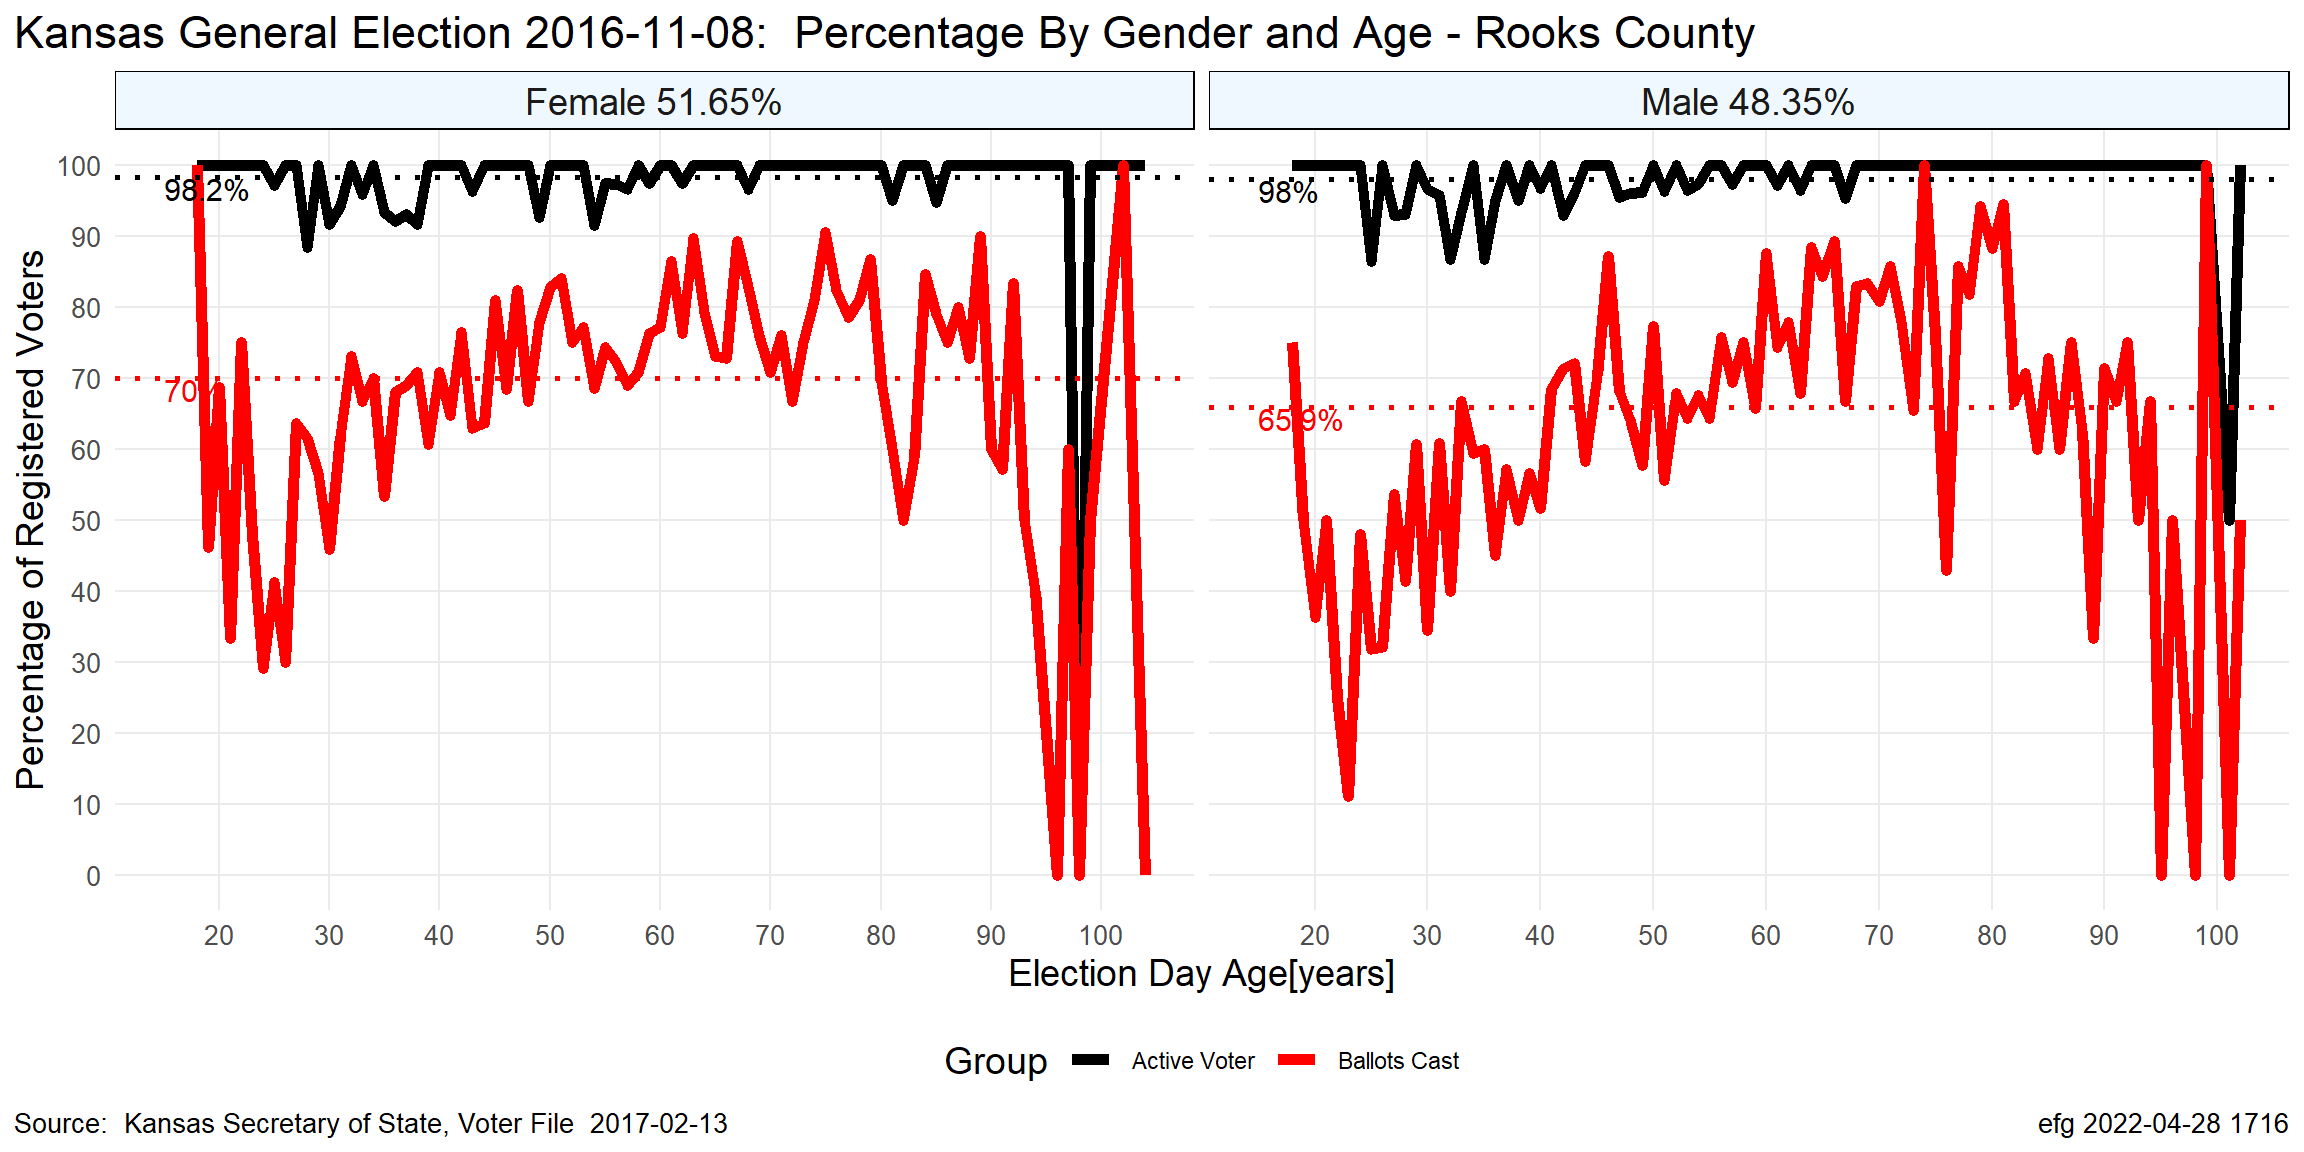 Kansas General Election 2016-11-08:  Percentage By Gender and Age - Rooks County
Female 51.65%
Male 48.35%
Percentage of Registered Voters
100
90
80
70
60
50
40
30
20
10
0
98.2%
98%
65.9%
20 30 40 50 60 70 80 90 100
20 30 40 50 60 70 80 90 100
Election Day Age[years]
Group Active Voter Ballots Cast
Source:  Kansas Secretary of State, Voter File  2017-02-13
efg 2022-04-28 1716